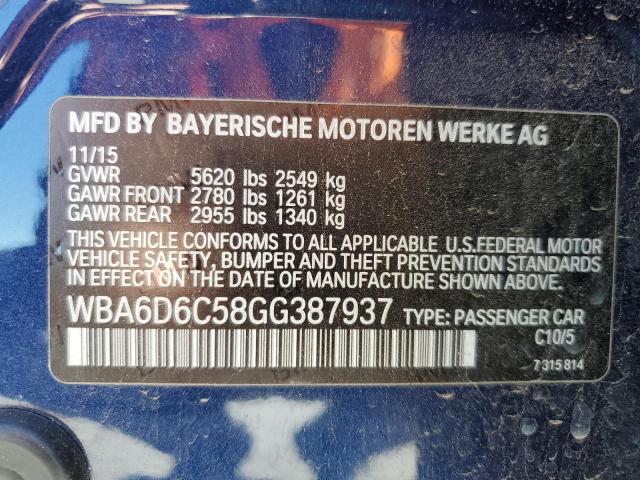 MFD BY BAYERISCHE MOTOREN WERKE AG
11/15
GVWR 5620 lbs 2549 kg
GAWR FRONT 2780 lbs 1261 kg
GAWR REAR 2955 lbs 1340 kg
THIS VEHICLE CONFORMS TO ALL APPLICABLE U.S.FEDERAL MOTOR
VEHICLE SAFETY, BUMPER AND THEFT PREVENTION STANDARDS
IN EFFECT ON THE DATE OF MANUFACTURE SHOWN ABOVE.
WBA6D6C58GG387937 TYPE: PASSENGER CAR
C10/5
7 315 814